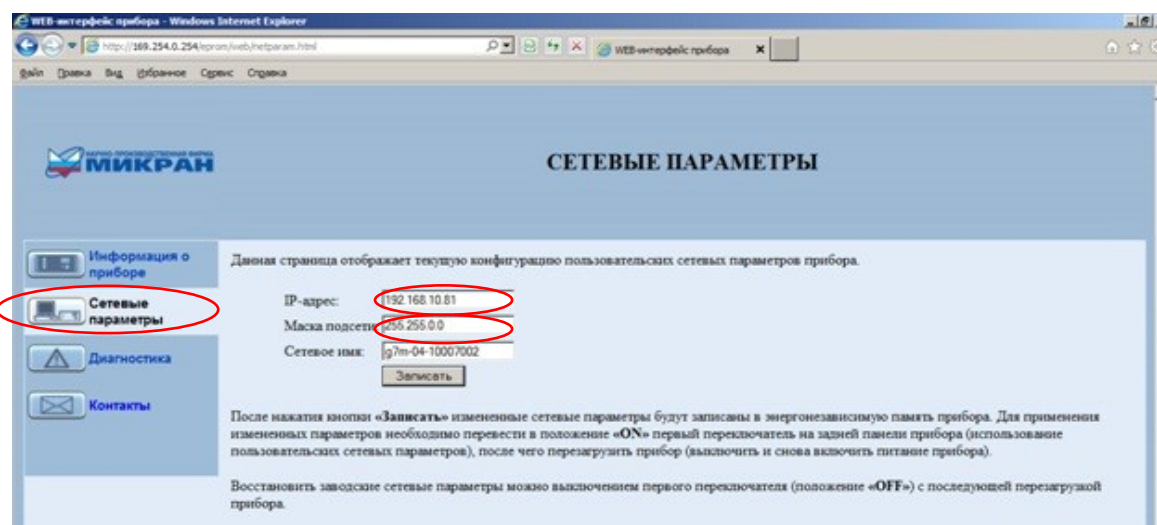 WEB-интерфейс прибора - Windows Internet Explorer
http://169.254.0.254/eprom/web/netparam.html
WEB-интерфейс прибора
Файл Правка Вид Избранное Сервис Справка
НАУЧНО-ПРОИЗВОДСТВЕННАЯ ФИРМА
МИКРАН
СЕТЕВЫЕ ПАРАМЕТРЫ
Информация о
приборе
Сетевые
параметры
Диагностика
Контакты
Данная страница отображает текущую конфигурацию пользовательских сетевых параметров прибора.
IP-адрес: 192.168.10.81
Маска подсети 255.255.0.0
Сетевое имя: g7m-04-10007002
Записать
После нажатия кнопки «Записать» измененные сетевые параметры будут записаны в энергонезависимую память прибора. Для применения
измененных параметров необходимо перевести в положение «ON» первый переключатель на задней панели прибора (использование
пользовательских сетевых параметров), после чего перезагрузить прибор (выключить и снова включить питание прибора).
Восстановить заводские сетевые параметры можно выключением первого переключателя (положение «OFF») с последующей перезагрузкой
прибора.